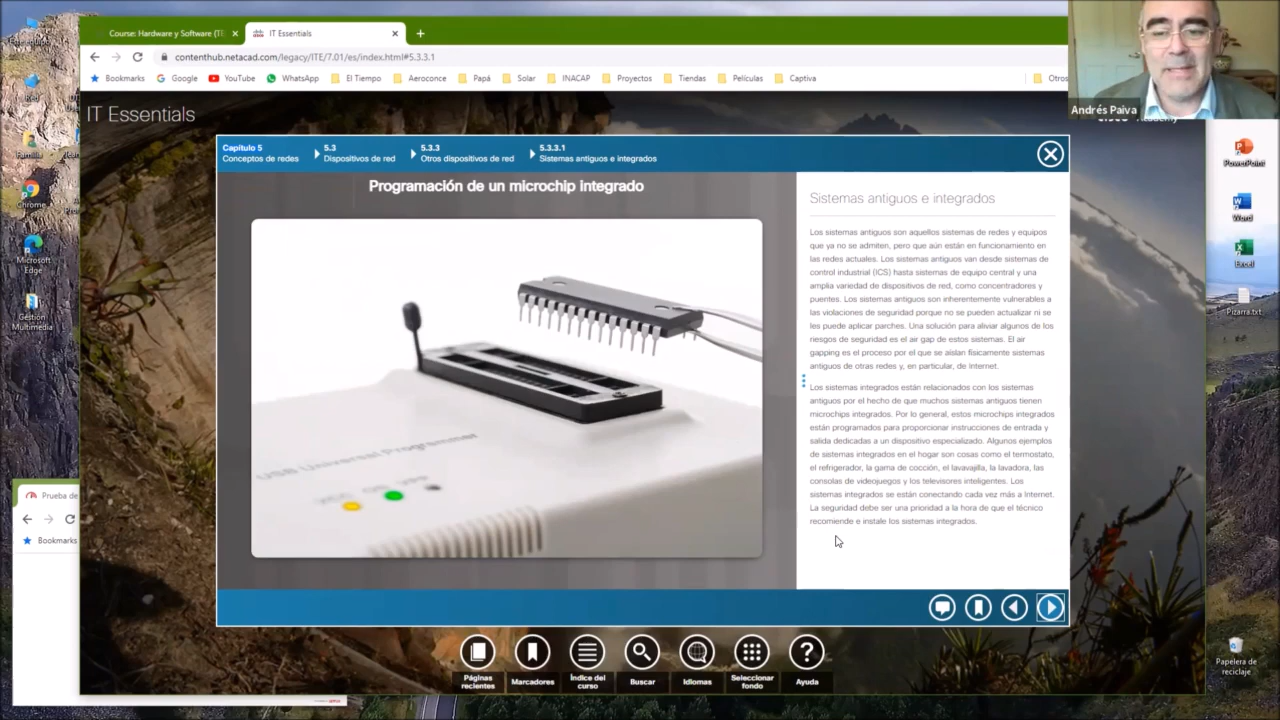 Course: Hardware y Software (TI
IT Essentials
contenthub.netacad.com/legacy/ITE/7.01/es/index.html#5.3.3.1
Bookmarks
Google
YouTube
WhatsApp
El Tiempo
Aeroconce
Papá
Solar
INACAP
Proyectos
Tiendas
Películas
Captiva
Otros
Andrés Paiva
IT Essentials
Capítulo 5
Conceptos de redes
5.3
Dispositivos de red
5.3.3
Otros dispositivos de red
5.3.3.1
Sistemas antiguos e integrados
Programación de un microchip integrado
USB Universal Programmer
Sistemas antiguos e integrados
Los sistemas antiguos son aquellos sistemas de redes y equipos
que ya no se admiten, pero que aún están en funcionamiento en
las redes actuales. Los sistemas antiguos van desde sistemas de
control industrial (ICS) hasta sistemas de equipo central y una
amplia variedad de dispositivos de red, como concentradores y
puentes. Los sistemas antiguos son inherentemente vulnerables a
las violaciones de seguridad porque no se pueden actualizar ni se
les puede aplicar parches. Una solución para aliviar algunos de los
riesgos de seguridad es el air gap de estos sistemas. El air
gapping es el proceso por el que se aíslan físicamente sistemas
antiguos de otras redes y, en particular, de Internet.
Los sistemas integrados están relacionados con los sistemas
antiguos por el hecho de que muchos sistemas antiguos tienen
microchips integrados. Por lo general, estos microchips integrados
están programados para proporcionar instrucciones de entrada y
salida dedicadas a un dispositivo especializado. Algunos ejemplos
de sistemas integrados en el hogar son cosas como el termostato,
el refrigerador, la gama de cocción, el lavavajilla, la lavadora, las
consolas de videojuegos y los televisores inteligentes. Los
sistemas integrados se están conectando cada vez más a Internet.
La seguridad debe ser una prioridad a la hora de que el técnico
recomiende e instale los sistemas integrados.
Páginas
recientes
Marcadores
Índice del
curso
Buscar
Idiomas
Seleccionar
fondo
Ayuda
Red
Familia
Chrome
Microsoft
Edge
Gestión
Multimedia
Prueba de
Bookmarks
PowerPoint
Word
Excel
Pizarra.txt
Papelera de
reciclaje